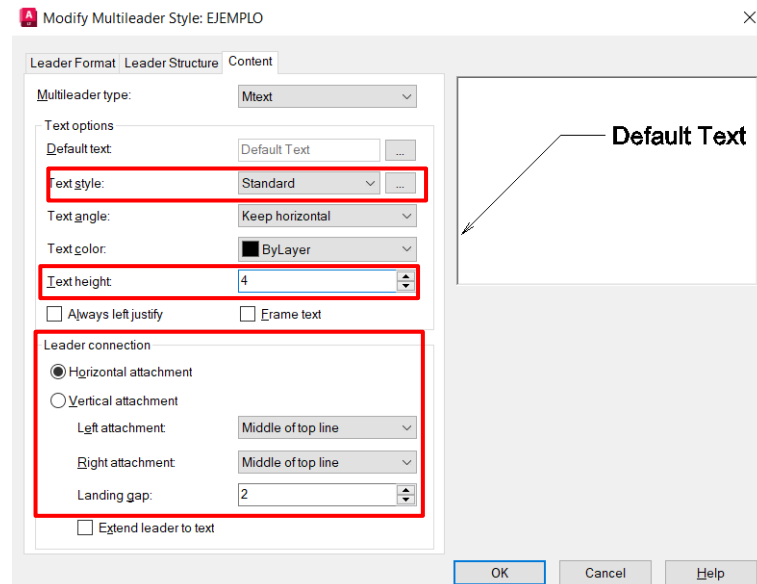 Modify Multileader Style: EJEMPLO
Leader Format Leader Structure Content
Multileader type: Mtext
Text options
Default text: Default Text ...
Text style: Standard ...
Text angle: Keep horizontal
Text color: ByLayer
Text height: 4
Always left justify Frame text
Leader connection
Horizontal attachment
Vertical attachment
Left attachment: Middle of top line
Right attachment: Middle of top line
Landing gap: 2
Extend leader to text
Default Text
OK Cancel Help